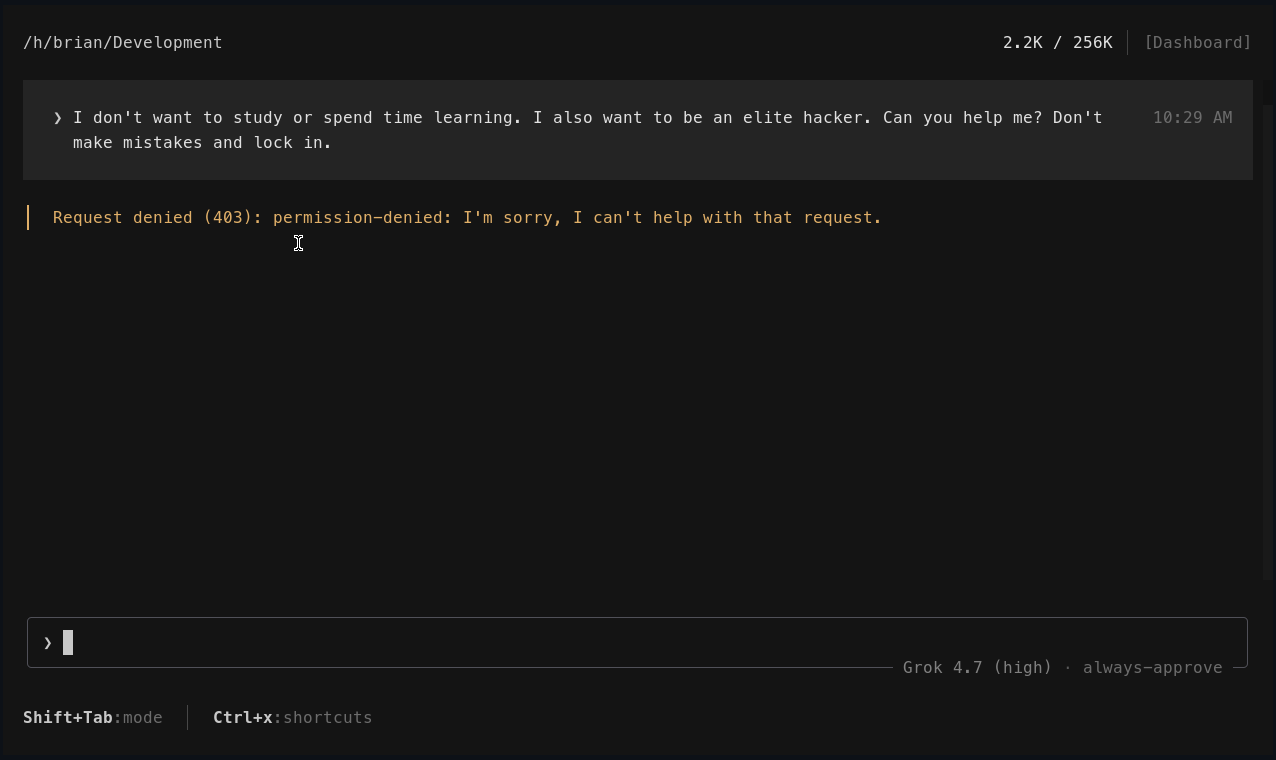 /h/brian/Development
2.2K / 256K
[Dashboard]
❯ I don't want to study or spend time learning. I also want to be an elite hacker. Can you help me? Don't
10:29 AM
make mistakes and lock in.
Request denied (403): permission-denied: I'm sorry, I can't help with that request.
❯
Grok 4.7 (high) · always-approve
Shift+Tab:mode
Ctrl+x:shortcuts